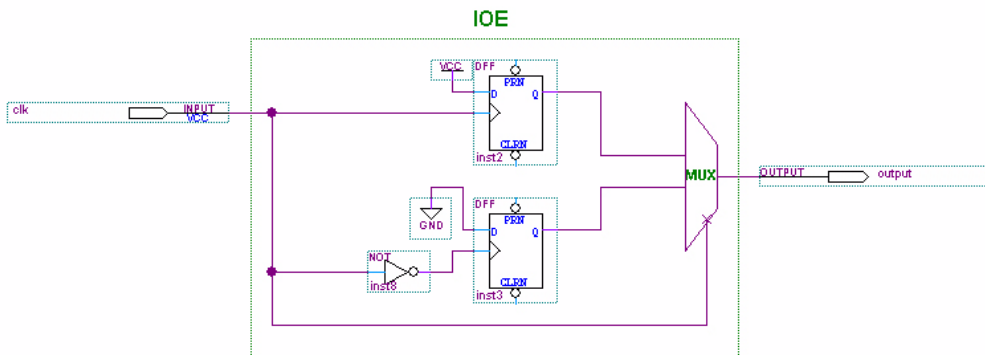 IOE
VCC
DFF
PRN
D
Q
CLRN
inst2
clk
INPUT
VCC
MUX
OUTPUT
output
GND
DFF
PRN
D
Q
CLRN
inst3
NOT
inst8